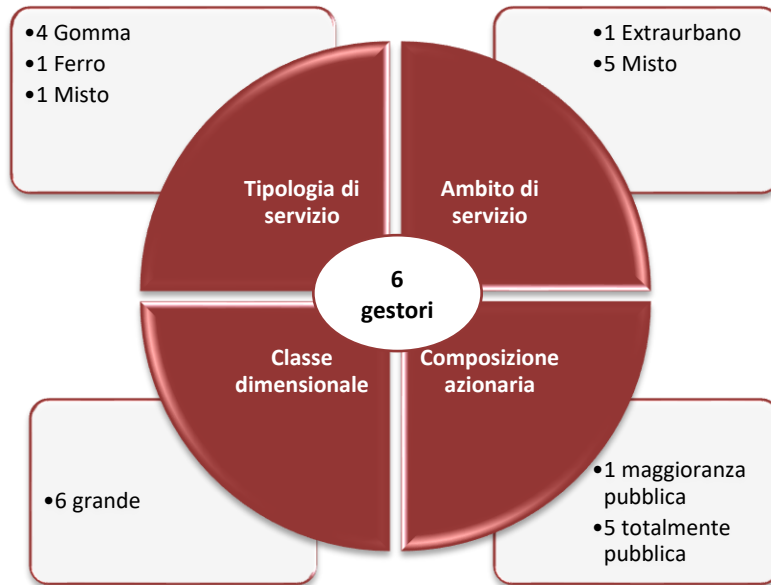 •4 Gomma
•1 Ferro
•1 Misto
•1 Extraurbano
•5 Misto
Tipologia di
servizio
Ambito di
servizio
6
gestori
Classe
dimensionale
Composizione
azionaria
•6 grande
•1 maggioranza
pubblica
•5 totalmente
pubblica